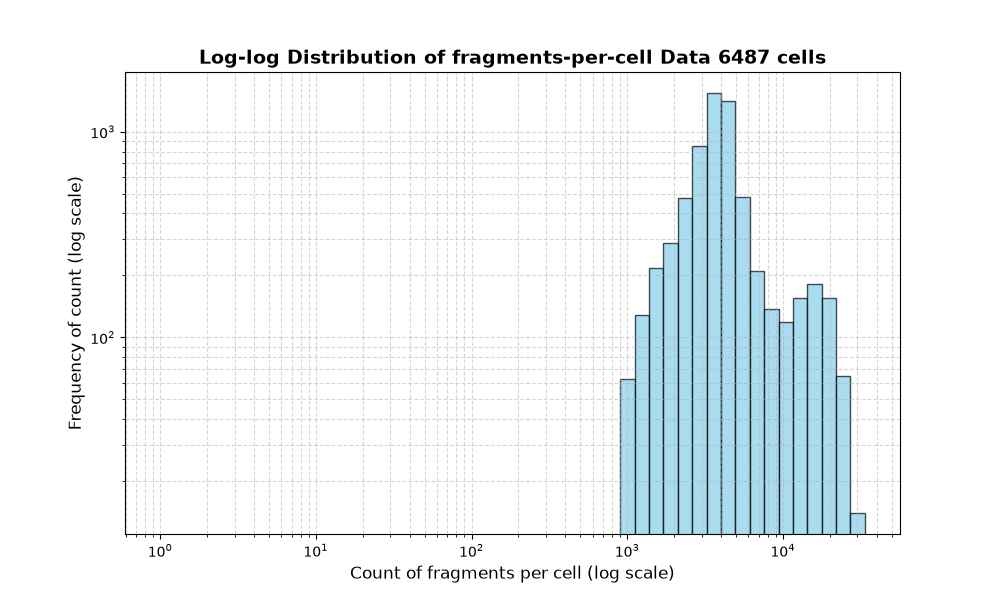 Log-log Distribution of fragments-per-cell Data 6487 cells
Frequency of count (log scale)
10³
10²
10⁰ 10¹ 10² 10³ 10⁴
Count of fragments per cell (log scale)